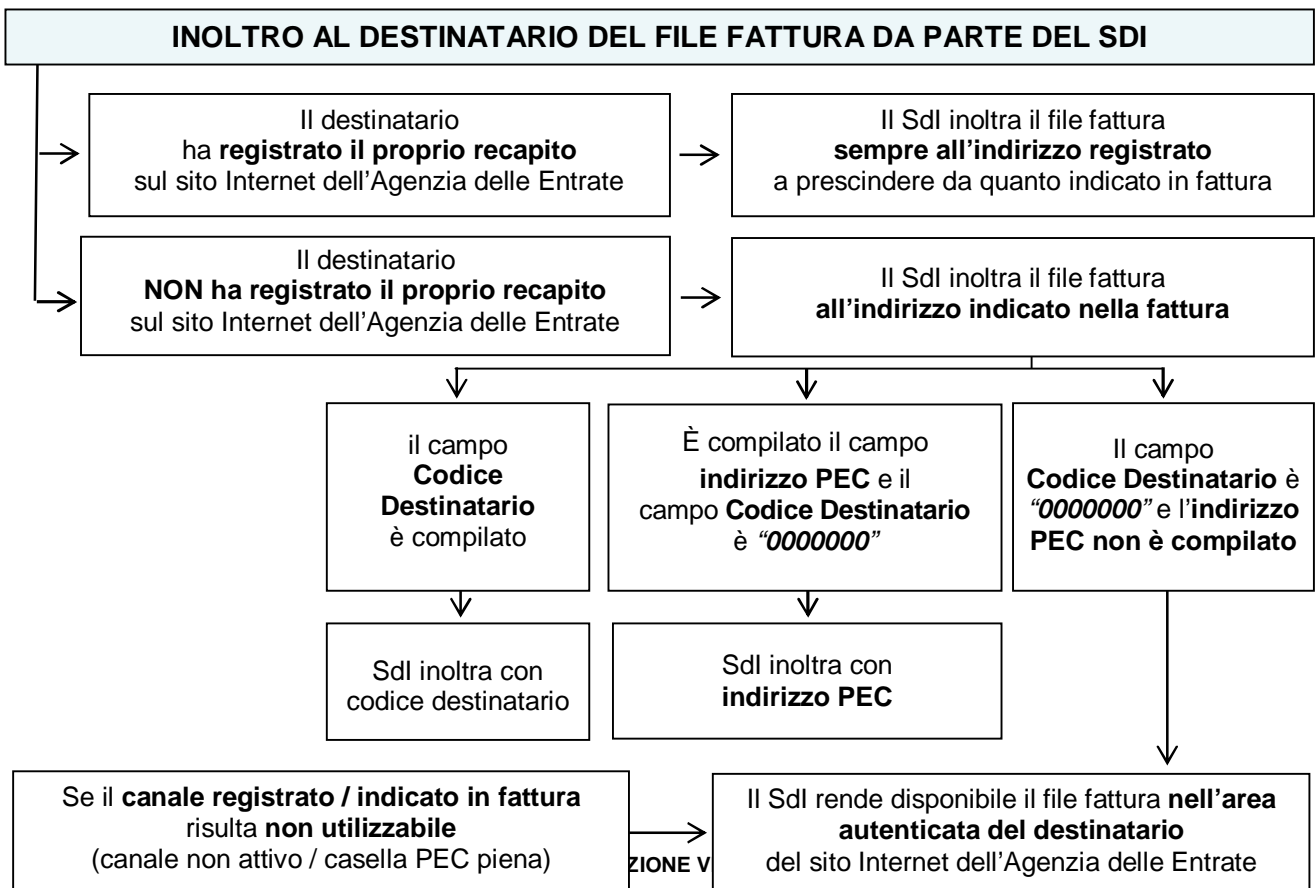 INOLTRO AL DESTINATARIO DEL FILE FATTURA DA PARTE DEL SDI
Il destinatario
ha registrato il proprio recapito
sul sito Internet dell’Agenzia delle Entrate
Il SdI inoltra il file fattura
sempre all’indirizzo registrato
a prescindere da quanto indicato in fattura
Il destinatario
NON ha registrato il proprio recapito
sul sito Internet dell’Agenzia delle Entrate
Il SdI inoltra il file fattura
all’indirizzo indicato nella fattura
il campo
Codice
Destinatario
è compilato
È compilato il campo
indirizzo PEC e il
campo Codice Destinatario
è “0000000”
Il campo
Codice Destinatario è
“0000000” e l’indirizzo
PEC non è compilato
SdI inoltra con
codice destinatario
SdI inoltra con
indirizzo PEC
Se il canale registrato / indicato in fattura
risulta non utilizzabile
(canale non attivo / casella PEC piena)
Il SdI rende disponibile il file fattura nell’area
autenticata del destinatario
del sito Internet dell’Agenzia delle Entrate
ZIONE V